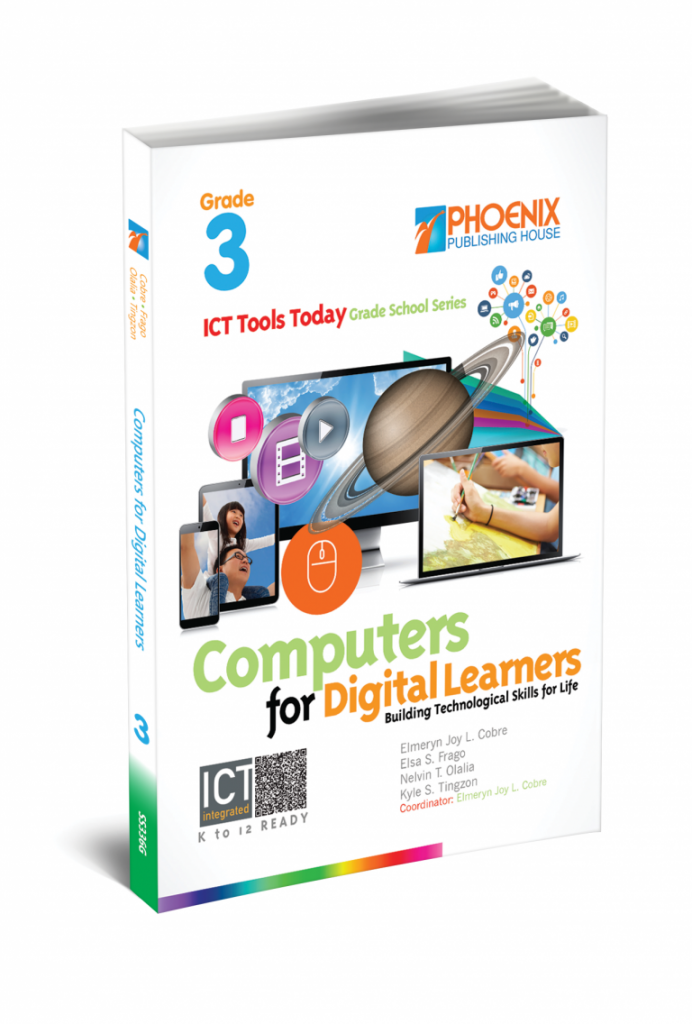 Grade
3
PHOENIX
PUBLISHING HOUSE
ICT Tools Today Grade School Series
Computers
for Digital Learners
Building Technological Skills for Life
Elmeryn Joy L. Cobre
Elsa S. Frago
Nelvin T. Olalia
Kyle S. Tingzon
Coordinator: Elmeryn Joy L. Cobre
ICT
integrated
K to 12 READY
Cobre • Frago
Olalia • Tingzon
Computers for Digital Learners
3
SS336G